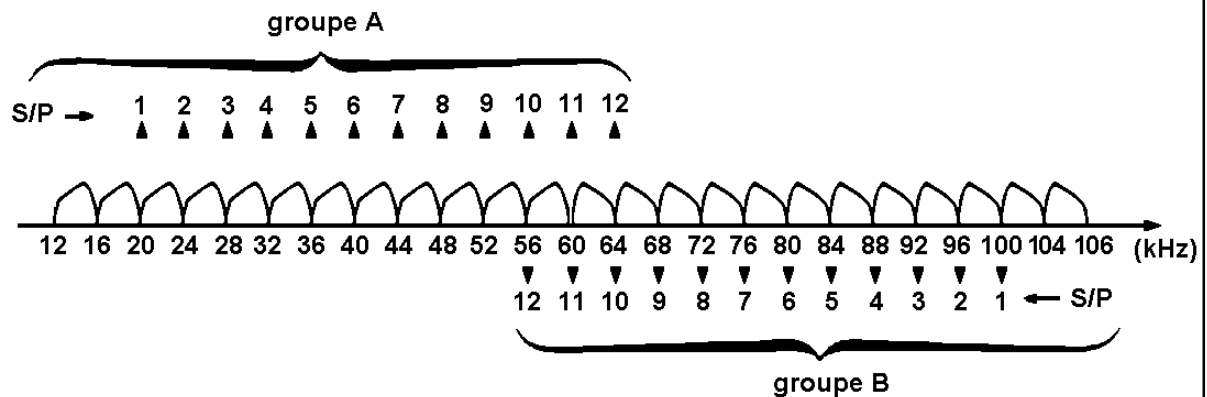 groupe A
S/P → 1 2 3 4 5 6 7 8 9 10 11 12
12 16 20 24 28 32 36 40 44 48 52 56 60 64 68 72 76 80 84 88 92 96 100 104 106 (kHz)
12 11 10 9 8 7 6 5 4 3 2 1 ← S/P
groupe B